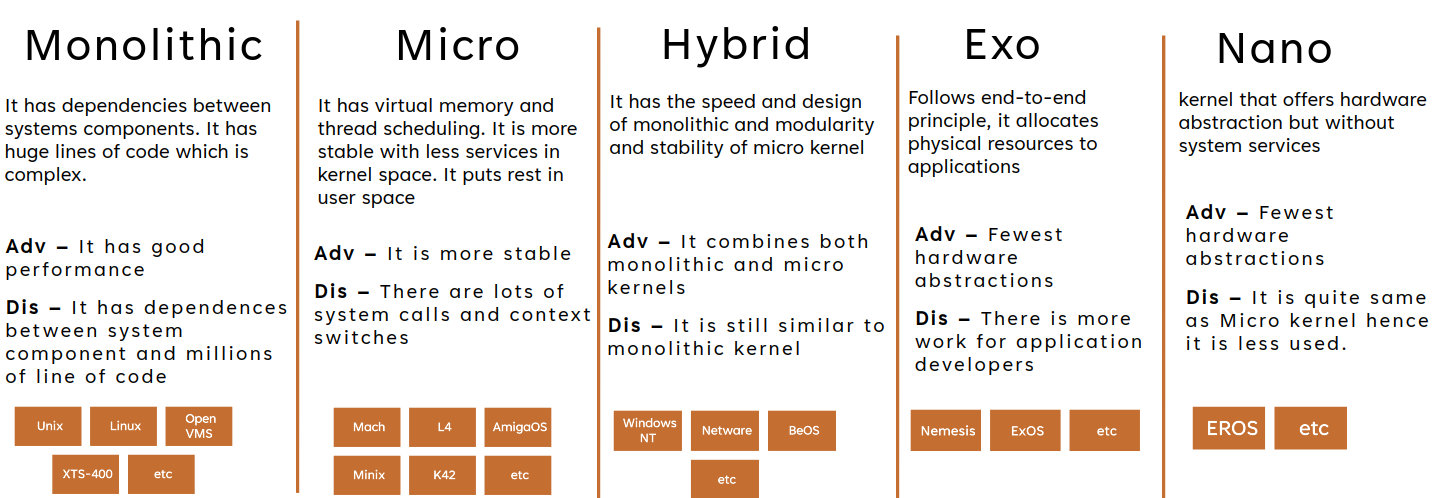 Monolithic
It has dependencies between
systems components. It has
huge lines of code which is
complex.
Adv – It has good
performance
Dis – It has dependences
between system
component and millions
of line of code
Unix
Linux
Open
VMS
XTS-400
etc
Micro
It has virtual memory and
thread scheduling. It is more
stable with less services in
kernel space. It puts rest in
user space
Adv – It is more stable
Dis – There are lots of
system calls and context
switches
Mach
L4
AmigaOS
Minix
K42
etc
Hybrid
It has the speed and design
of monolithic and modularity
and stability of micro kernel
Adv – It combines both
monolithic and micro
kernels
Dis – It is still similar to
monolithic kernel
Windows
NT
Netware
BeOS
etc
Exo
Follows end-to-end
principle, it allocates
physical resources to
applications
Adv – Fewest
hardware
abstractions
Dis – There is more
work for application
developers
Nemesis
ExOS
etc
Nano
kernel that offers hardware
abstraction but without
system services
Adv – Fewest
hardware
abstractions
Dis – It is quite same
as Micro kernel hence
it is less used.
EROS
etc